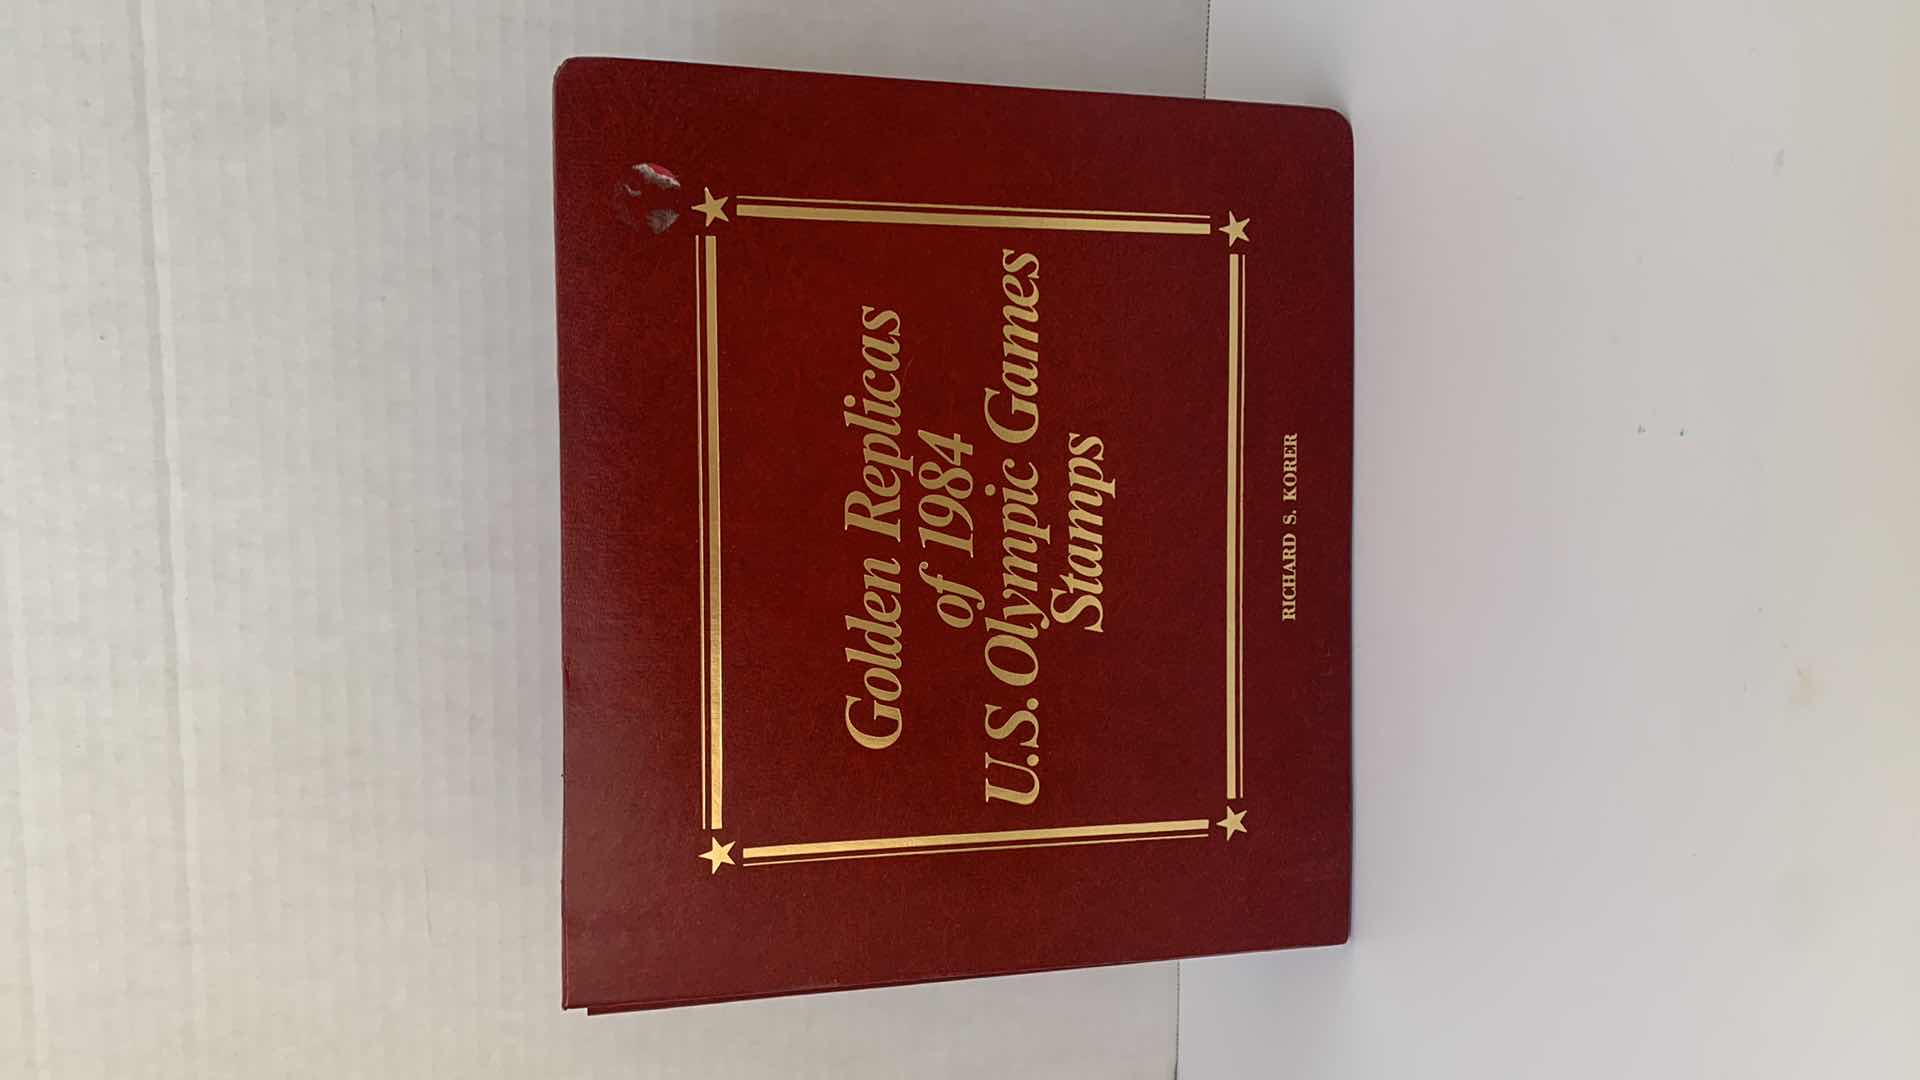 Golden Replicas
of 1984
U.S. Olympic Games
Stamps
RICHARD S. KORER